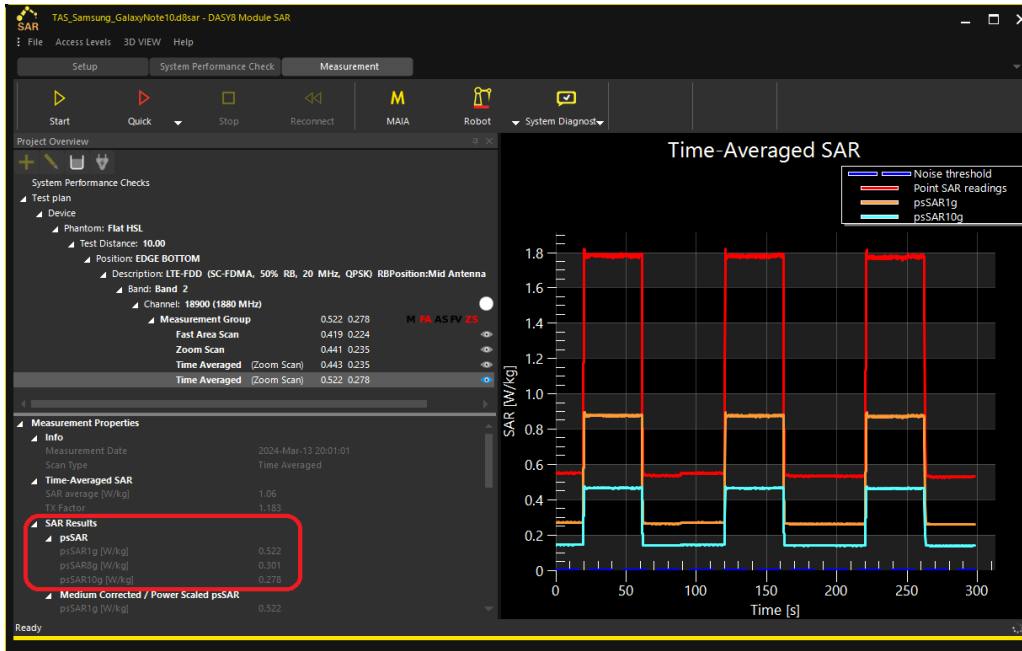 SAR
TAS_Samsung_GalaxyNote10.d8sar - DASY8 Module SAR
File Access Levels 3D VIEW Help
Setup System Performance Check Measurement
Start Quick Stop Reconnect MAIA Robot System Diagnost
Project Overview
System Performance Checks
Test plan
Device
Phantom: Flat HSL
Test Distance: 10.00
Position: EDGE BOTTOM
Description: LTE-FDD (SC-FDMA, 50% RB, 20 MHz, QPSK) RBPosition:Mid Antenna
Band: Band 2
Channel: 18900 (1880 MHz)
Measurement Group 0.522 0.278 M FA AS FV ZS
Fast Area Scan 0.419 0.224
Zoom Scan 0.441 0.235
Time Averaged (Zoom Scan) 0.443 0.235
Time Averaged (Zoom Scan) 0.522 0.278
Measurement Properties
Info
Measurement Date 2024-Mar-13 20:01:01
Scan Type Time Averaged
Time-Averaged SAR
SAR average [W/kg] 1.06
TX Factor 1.183
SAR Results
psSAR
psSAR1g [W/kg] 0.522
psSAR8g [W/kg] 0.301
psSAR10g [W/kg] 0.278
Medium Corrected / Power Scaled psSAR
psSAR1g [W/kg] 0.522
Ready
Time-Averaged SAR
Noise threshold
Point SAR readings
psSAR1g
psSAR10g
SAR [W/kg]
1.8
1.6
1.4
1.2
1.0
0.8
0.6
0.4
0.2
0
0 50 100 150 200 250 300
Time [s]